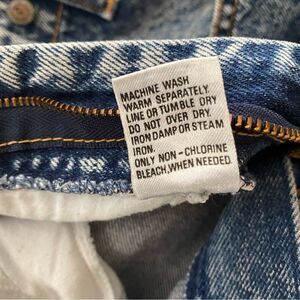 MACHINE WASH
WARM SEPARATELY.
LINE OR TUMBLE DRY
DO NOT OVER DRY.
IRON DAMP OR STEAM
IRON.
ONLY NON-CHLORINE
BLEACH, WHEN NEEDED.